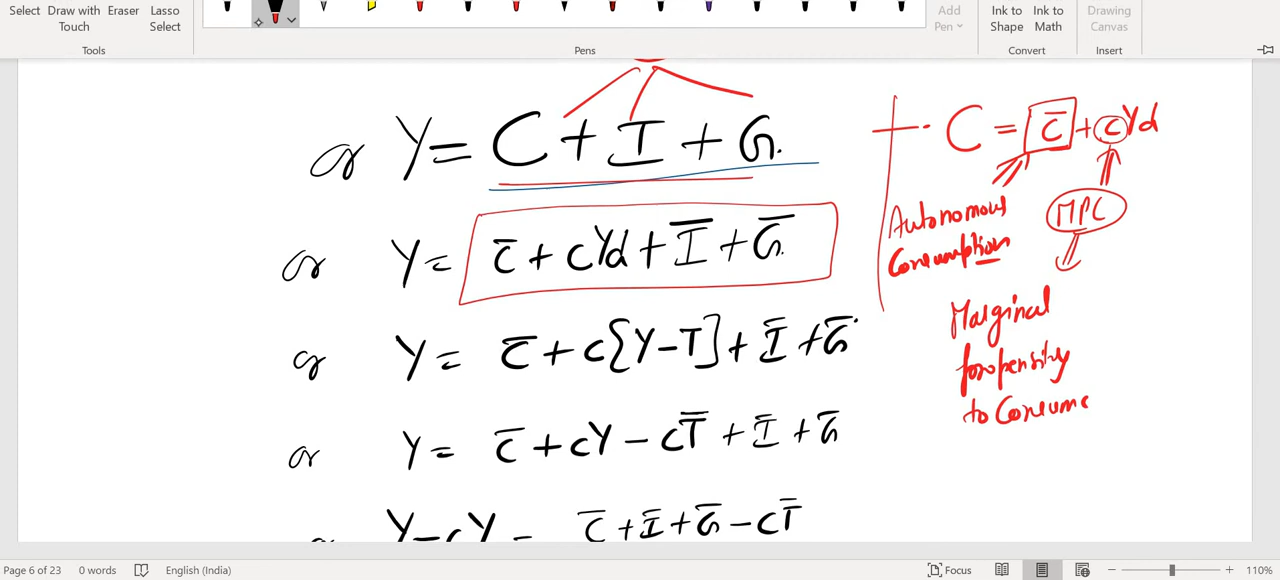 Select
Draw with Touch
Eraser
Lasso Select
Tools
Pens
Add Pen
Ink to Shape
Ink to Math
Convert
Drawing Canvas
Insert
or Y = C + I + G.
or Y = C̅ + cYd + I̅ + G̅.
or Y = C̅ + c{Y-T] + I̅ + G̅
or Y = C̅ + cY - cT̅ + I̅ + G̅
Y-cY = C̅ + I̅ + G̅ - cT̅
C = C̅ + cYd
Autonomous
Consumption
MPC
Marginal
Propensity
to Consume
Page 6 of 23
0 words
English (India)
Focus
110%